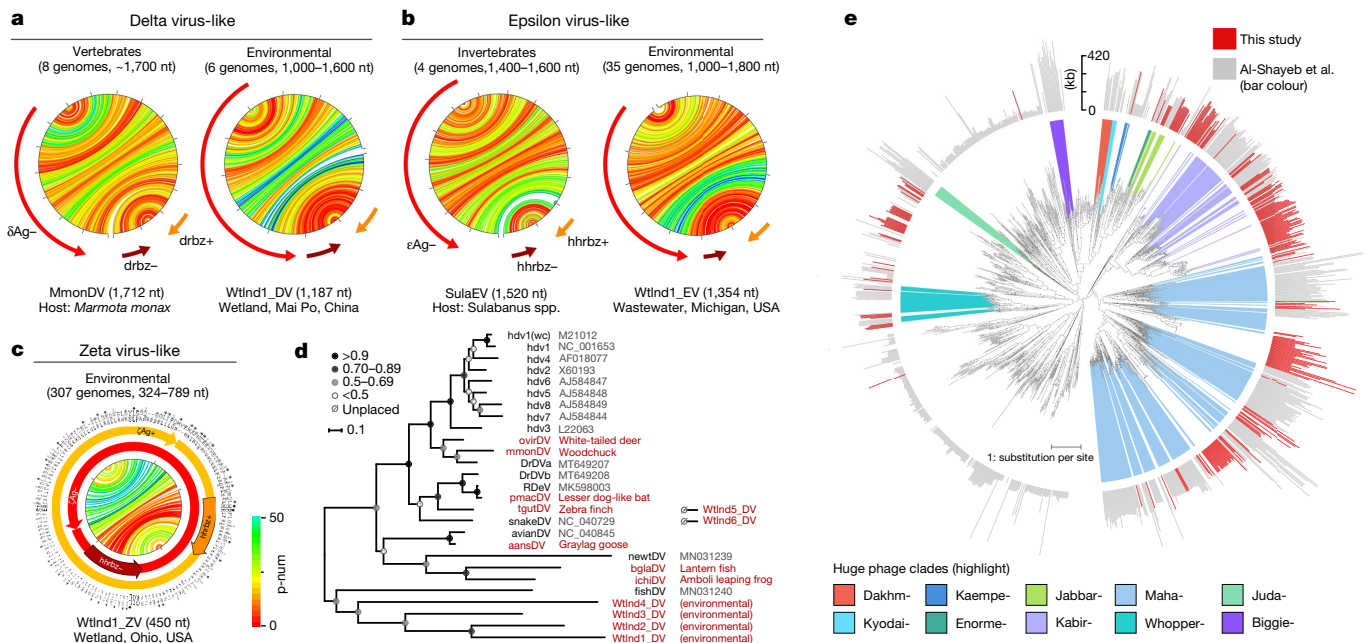 a
Delta virus-like
Vertebrates
(8 genomes, ~1,700 nt)
Environmental
(6 genomes, 1,000–1,600 nt)
δAg–
drbz+
drbz–
MmonDV (1,712 nt)
Host: Marmota monax
WtInd1_DV (1,187 nt)
Wetland, Mai Po, China
b
Epsilon virus-like
Invertebrates
(4 genomes,1,400–1,600 nt)
Environmental
(35 genomes, 1,000–1,800 nt)
εAg–
hhrbz+
hhrbz–
SulaEV (1,520 nt)
Host: Sulabanus spp.
WtInd1_EV (1,354 nt)
Wastewater, Michigan, USA
c
Zeta virus-like
Environmental
(307 genomes, 324–789 nt)
ζAg+
ζAg–
hhrbz+
hhrbz–
WtInd1_ZV (450 nt)
Wetland, Ohio, USA
50
p-num
0
d
>0.9
0.70–0.89
0.5–0.69
<0.5
Unplaced
0.1
hdv1(wc) M21012
hdv1 NC_001653
hdv4 AF018077
hdv2 X60193
hdv6 AJ584847
hdv5 AJ584848
hdv8 AJ584849
hdv7 AJ584844
hdv3 L22063
ovirDV White-tailed deer
mmonDV Woodchuck
DrDVa MT649207
DrDVb MT649208
RDeV MK598003
pmacDV Lesser dog-like bat
tgutDV Zebra finch
snakeDV NC_040729
avianDV NC_040845
aansDV Graylag goose
newtDV MN031239
bglaDV Lantern fish
ichiDV Amboli leaping frog
fishDV MN031240
WtInd4_DV (environmental)
WtInd3_DV (environmental)
WtInd2_DV (environmental)
WtInd1_DV (environmental)
WtInd5_DV
WtInd6_DV
e
420
(kb)
0
This study
Al-Shayeb et al.
(bar colour)
1: substitution per site
Huge phage clades (highlight)
Dakhm-
Kaempe-
Jabbar-
Maha-
Juda-
Kyodai-
Enorme-
Kabir-
Whopper-
Biggie-